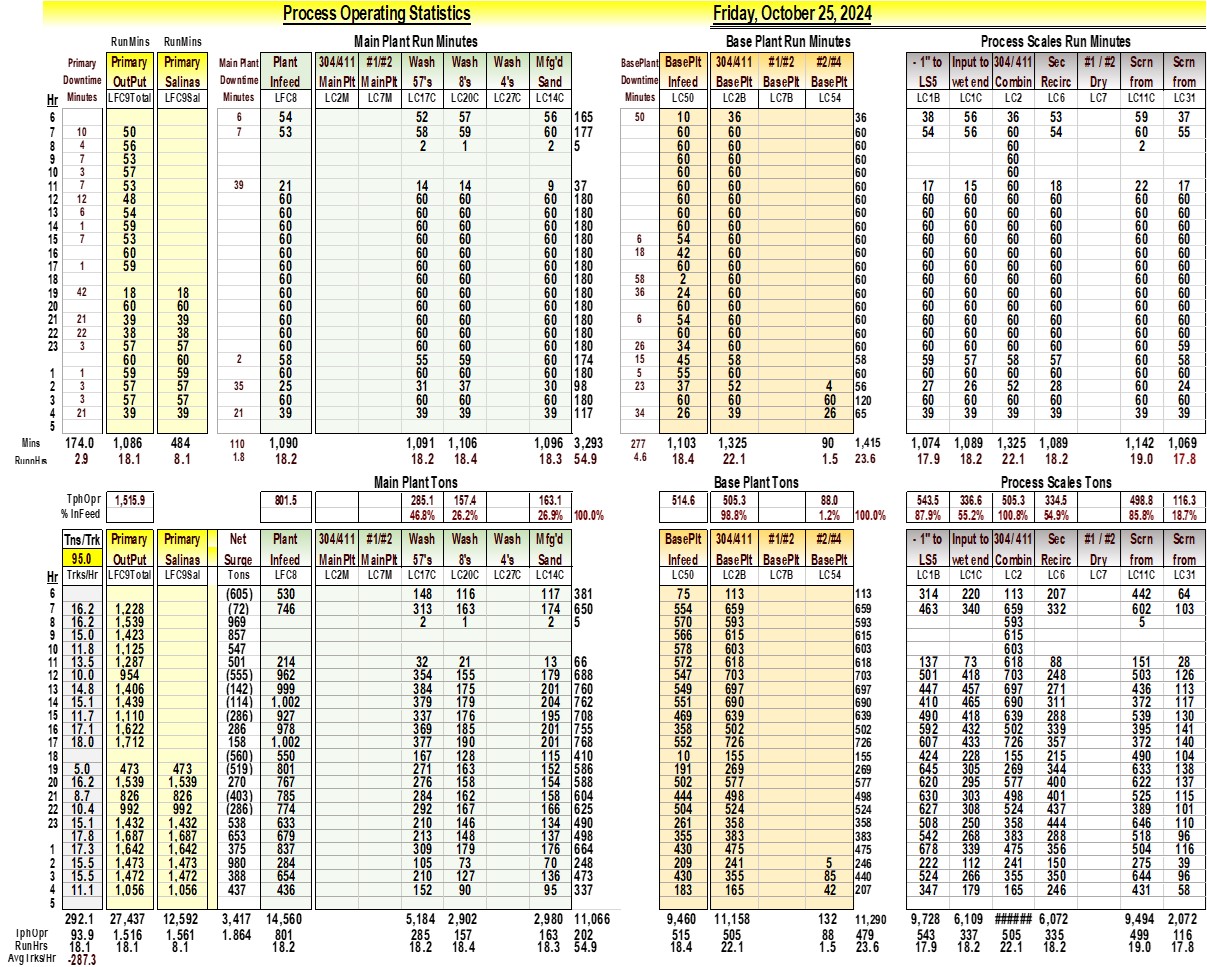 Process Operating Statistics Friday, October 25, 2024
RunMins RunMins Main Plant Run Minutes Base Plant Run Minutes Process Scales Run Minutes
Primary Primary Primary Main Plant Plant 304/411 #1/#2 Wash Wash Wash Mfg'd BasePlant BasePlt 304/411 #1/#2 #2/#4 - 1" to Input to 304/411 Sec #1 / #2 Scrn Scrn
Downtime OutPut Salinas Downtime Infeed MainPlt MainPlt 57's 8's 4's Sand Downtime Infeed BasePlt BasePlt BasePlt LS5 wet end Combin Recirc Dry from from
Hr Minutes LFC9Total LFC9Sal Minutes LFC8 LC2M LC7M LC17C LC20C LC27C LC14C Minutes LC50 LC2B LC7B LC54 LC1B LC1C LC2 LC6 LC7 LC11C LC31
6 6 54 52 57 56 165 50 10 36 36 38 56 36 53 59 37
7 10 50 7 53 58 59 60 177 60 60 60 54 56 60 54 60 55
8 4 56 2 1 2 5 60 60 60 60 2
9 7 53 60 60 60 60
10 3 57 60 60 60 60
11 7 53 39 21 14 14 9 37 60 60 60 17 15 60 18 22 17
12 12 48 60 60 60 60 180 60 60 60 60 60 60 60 60 60
13 6 54 60 60 60 60 180 60 60 60 60 60 60 60 60 60
14 1 59 60 60 60 60 180 60 60 60 60 60 60 60 60 60
15 7 53 60 60 60 60 180 6 54 60 60 60 60 60 60 60 60
16 60 60 60 60 60 180 18 42 60 60 60 60 60 60 60 60
17 1 59 60 60 60 60 180 60 60 60 60 60 60 60 60 60
18 60 60 60 60 180 58 2 60 60 60 60 60 60 60 60
19 42 18 18 60 60 60 60 180 36 24 60 60 60 60 60 60 60 60
20 60 60 60 60 60 60 180 60 60 60 60 60 60 60 60 60
21 21 39 39 60 60 60 60 180 6 54 60 60 60 60 60 60 60 60
22 22 38 38 60 60 60 60 180 60 60 60 60 60 60 60 60 60
23 3 57 57 60 60 60 60 180 26 34 60 60 60 60 60 60 60 59
60 60 2 58 55 59 60 174 15 45 58 58 59 57 58 57 60 58
1 1 59 59 60 60 60 60 180 5 55 60 60 60 60 60 60 60 60
2 3 57 57 35 25 31 37 30 98 23 37 52 4 56 27 26 52 28 60 24
3 3 57 57 60 60 60 60 180 60 60 60 120 60 60 60 60 60 60
4 21 39 39 21 39 39 39 39 117 34 26 39 26 65 39 39 39 39 39 39
5
Mins 174.0 1,086 484 110 1,090 1,091 1,106 1,096 3,293 277 1,103 1,325 90 1,415 1,074 1,089 1,325 1,089 1,142 1,069
RunnHrs 2.9 18.1 8.1 1.8 18.2 18.2 18.4 18.3 54.9 4.6 18.4 22.1 1.5 23.6 17.9 18.2 22.1 18.2 19.0 17.8
Main Plant Tons Base Plant Tons Process Scales Tons
TphOpr 1,515.9 801.5 285.1 157.4 163.1 514.6 505.3 88.0 543.5 336.6 505.3 334.5 498.8 116.3
% InFeed 46.8% 26.2% 26.9% 100.0% 98.8% 1.2% 100.0% 87.9% 55.2% 100.8% 54.9% 85.8% 18.7%
Tns/Trk Primary Primary Net Plant 304/411 #1/#2 Wash Wash Wash Mfg'd BasePlt 304/411 #1/#2 #2/#4 - 1" to Input to 304/411 Sec #1 / #2 Scrn Scrn
95.0 OutPut Salinas Surge Infeed MainPlt MainPlt 57's 8's 4's Sand Infeed BasePlt BasePlt BasePlt LS5 wet end Combin Recirc Dry from from
Hr Trks/Hr LFC9Total LFC9Sal Tons LFC8 LC2M LC7M LC17C LC20C LC27C LC14C LC50 LC2B LC7B LC54 LC1B LC1C LC2 LC6 LC7 LC11C LC31
6 (605) 530 148 116 117 381 75 113 113 314 220 113 207 442 64
7 16.2 1,228 (72) 746 313 163 174 650 554 659 659 463 340 659 332 602 103
8 16.2 1,539 969 2 1 2 5 570 593 593 593 5
9 15.0 1,423 857 566 615 615 615
10 11.8 1,125 547 578 603 603 603
11 13.5 1,287 501 214 32 21 13 66 572 618 618 137 73 618 88 151 28
12 10.0 954 (555) 962 354 155 179 688 547 703 703 501 418 703 248 503 126
13 14.8 1,406 (142) 999 384 175 201 760 549 697 697 447 457 697 271 436 113
14 15.1 1,439 (114) 1,002 379 179 204 762 551 690 690 410 465 690 311 372 117
15 11.7 1,110 (286) 927 337 176 195 708 469 639 639 490 418 639 288 539 130
16 17.1 1,622 286 978 369 185 201 755 358 502 502 592 432 502 339 395 141
17 18.0 1,712 158 1,002 377 190 201 768 552 726 726 607 433 726 357 372 140
18 (560) 550 167 128 115 410 10 155 155 424 228 155 215 490 104
19 5.0 473 473 (519) 801 271 163 152 586 191 269 269 645 305 269 344 633 138
20 16.2 1,539 1,539 270 767 276 158 154 588 502 577 577 620 295 577 400 622 137
21 8.7 826 826 (403) 785 284 162 158 604 444 498 498 630 303 498 401 525 115
22 10.4 992 992 (286) 774 292 167 166 625 504 524 524 627 308 524 437 389 101
23 15.1 1,432 1,432 538 633 210 146 134 490 261 358 358 508 250 358 444 646 110
17.8 1,687 1,687 653 679 213 148 137 498 355 383 383 542 268 383 288 518 96
1 17.3 1,642 1,642 375 837 309 179 176 664 430 475 475 678 339 475 356 504 116
2 15.5 1,473 1,473 980 284 105 73 70 248 209 241 5 246 222 112 241 150 275 39
3 15.5 1,472 1,472 388 654 210 127 136 473 430 355 85 440 524 266 355 350 644 96
4 11.1 1,056 1,056 437 436 152 90 95 337 183 165 42 207 347 179 165 246 431 58
5
292.1 27,437 12,592 3,417 14,560 5,184 2,902 2,980 11,066 9,460 11,158 132 11,290 9,728 6,109 ###### 6,072 9,494 2,072
TphOpr 93.9 1,516 1,561 1.864 801 285 157 163 202 515 505 88 479 543 337 505 335 499 116
RunHrs 18.1 18.1 8.1 18.2 18.2 18.4 18.3 54.9 18.4 22.1 1.5 23.6 17.9 18.2 22.1 18.2 19.0 17.8
AvgTrks/Hr -287.3